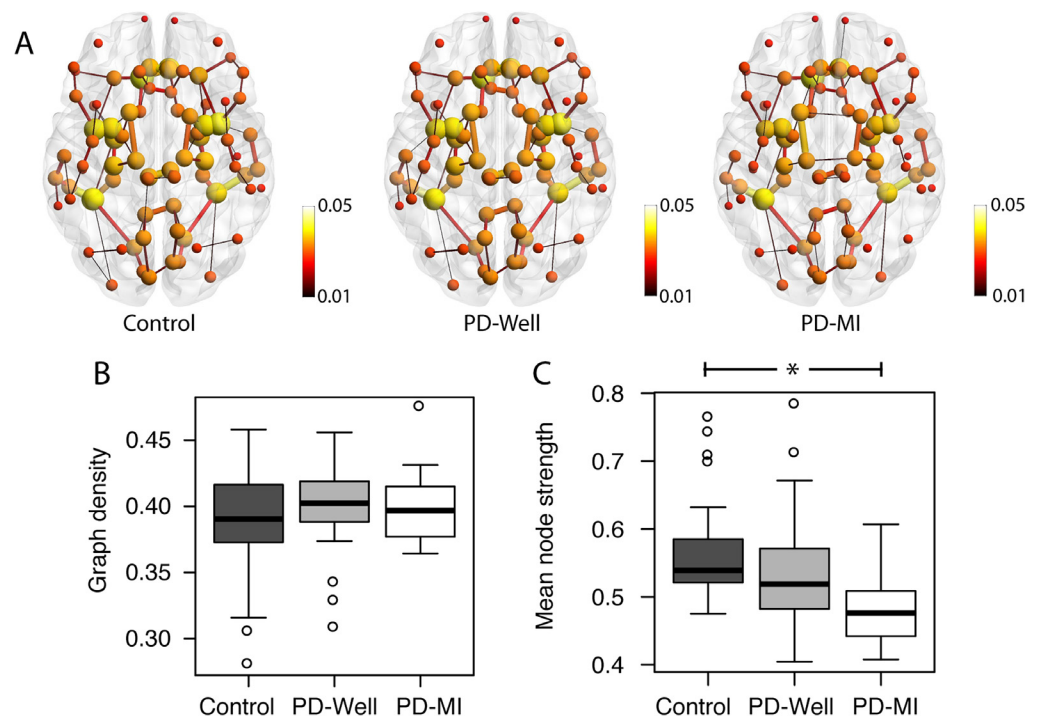 A
0.05
0.01
Control
0.05
0.01
PD-Well
0.05
0.01
PD-MI
B
Graph density
0.45
0.40
0.35
0.30
Control
PD-Well
PD-MI
C
*
Mean node strength
0.8
0.7
0.6
0.5
0.4
Control
PD-Well
PD-MI